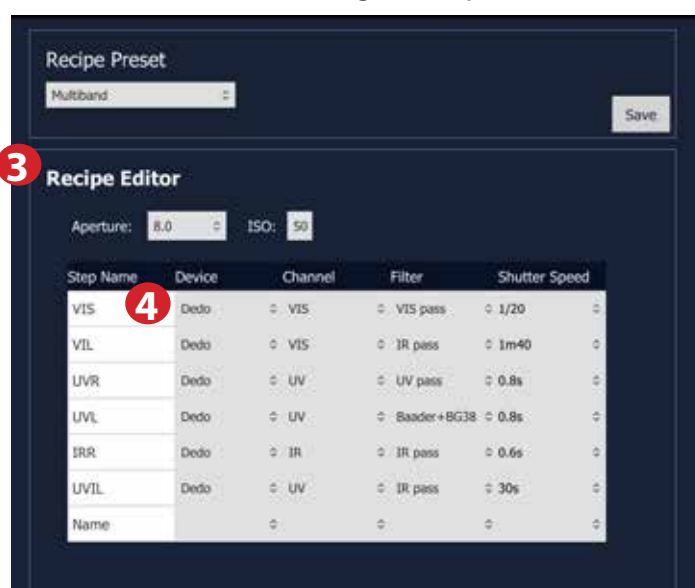 Recipe Preset
Multiband
Save
3
Recipe Editor
Aperture: 8.0 ISO: 50
Step Name Device Channel Filter Shutter Speed
VIS 4 Dedo VIS VIS pass 1/20
VIL Dedo VIS IR pass 1m40
UVR Dedo UV UV pass 0.8s
UVL Dedo UV Baader+BG38 0.8s
IRR Dedo IR IR pass 0.6s
UVIL Dedo UV IR pass 30s
Name